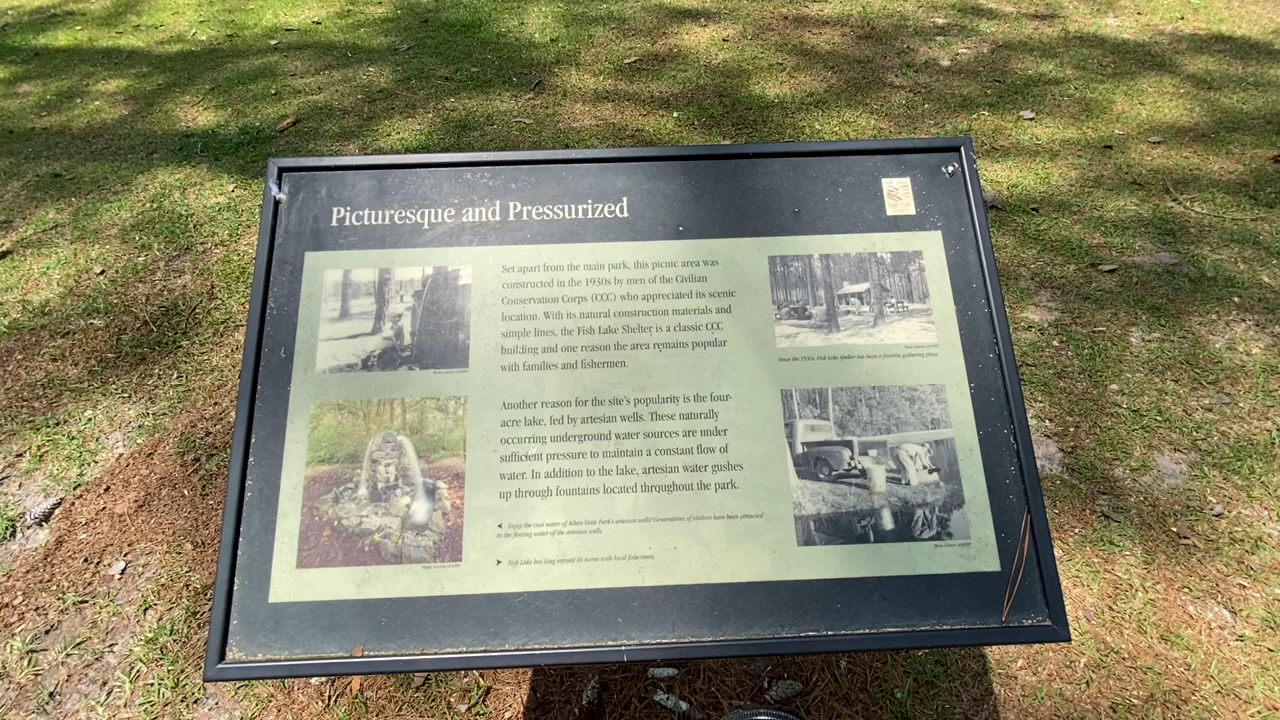 Picturesque and Pressurized
Set apart from the main park, this picnic area was
constructed in the 1930s by men of the Civilian
Conservation Corps (CCC) who appreciated its scenic
location. With its natural construction materials and
simple lines, the Fish Lake Shelter is a classic CCC
building and one reason the area remains popular
with families and fishermen.
Another reason for the site's popularity is the four-
acre lake, fed by artesian wells. These naturally
occurring underground water sources are under
sufficient pressure to maintain a constant flow of
water. In addition to the lake, artesian water gushes
up through fountains located throughout the park.
Enjoy the cool water of Aiken State Park's artesian wells! Generations of visitors have been attracted
to the flowing water of the artesian wells.
Fish Lake has long earned its name with local fishermen.
Since the 1930s, Fish Lake Shelter has been a favorite gathering place